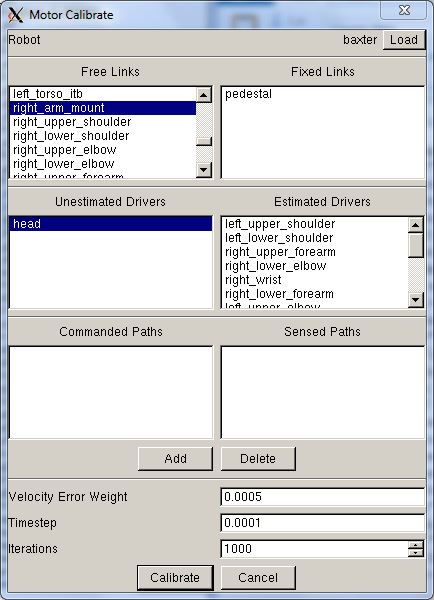 Motor Calibrate
Robot baxter Load
Free Links Fixed Links
left_torso_itb pedestal
right_arm_mount
right_upper_shoulder
right_lower_shoulder
right_upper_elbow
right_lower_elbow
right_upper_forearm
Unestimated Drivers Estimated Drivers
head left_upper_shoulder
left_lower_shoulder
right_upper_forearm
right_lower_elbow
right_wrist
right_lower_forearm
left_upper_elbow
Commanded Paths Sensed Paths
Add Delete
Velocity Error Weight 0.0005
Timestep 0.0001
Iterations 1000
Calibrate Cancel